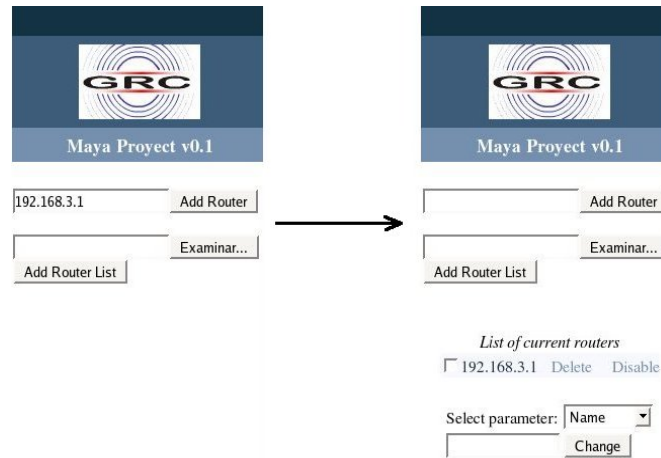 GRC
Maya Proyect v0.1
192.168.3.1 Add Router
Examinar...
Add Router List
GRC
Maya Proyect v0.1
Add Router
Examinar...
Add Router List
List of current routers
192.168.3.1 Delete Disable
Select parameter: Name
Change